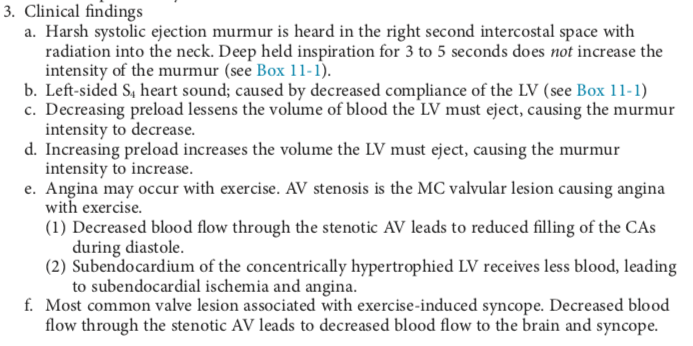 3. Clinical findings
a. Harsh systolic ejection murmur is heard in the right second intercostal space with
radiation into the neck. Deep held inspiration for 3 to 5 seconds does not increase the
intensity of the murmur (see Box 11-1).
b. Left-sided S₄ heart sound; caused by decreased compliance of the LV (see Box 11-1)
c. Decreasing preload lessens the volume of blood the LV must eject, causing the murmur
intensity to decrease.
d. Increasing preload increases the volume the LV must eject, causing the murmur
intensity to increase.
e. Angina may occur with exercise. AV stenosis is the MC valvular lesion causing angina
with exercise.
(1) Decreased blood flow through the stenotic AV leads to reduced filling of the CAs
during diastole.
(2) Subendocardium of the concentrically hypertrophied LV receives less blood, leading
to subendocardial ischemia and angina.
f. Most common valve lesion associated with exercise-induced syncope. Decreased blood
flow through the stenotic AV leads to decreased blood flow to the brain and syncope.